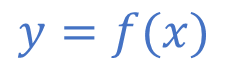 y = f(x)